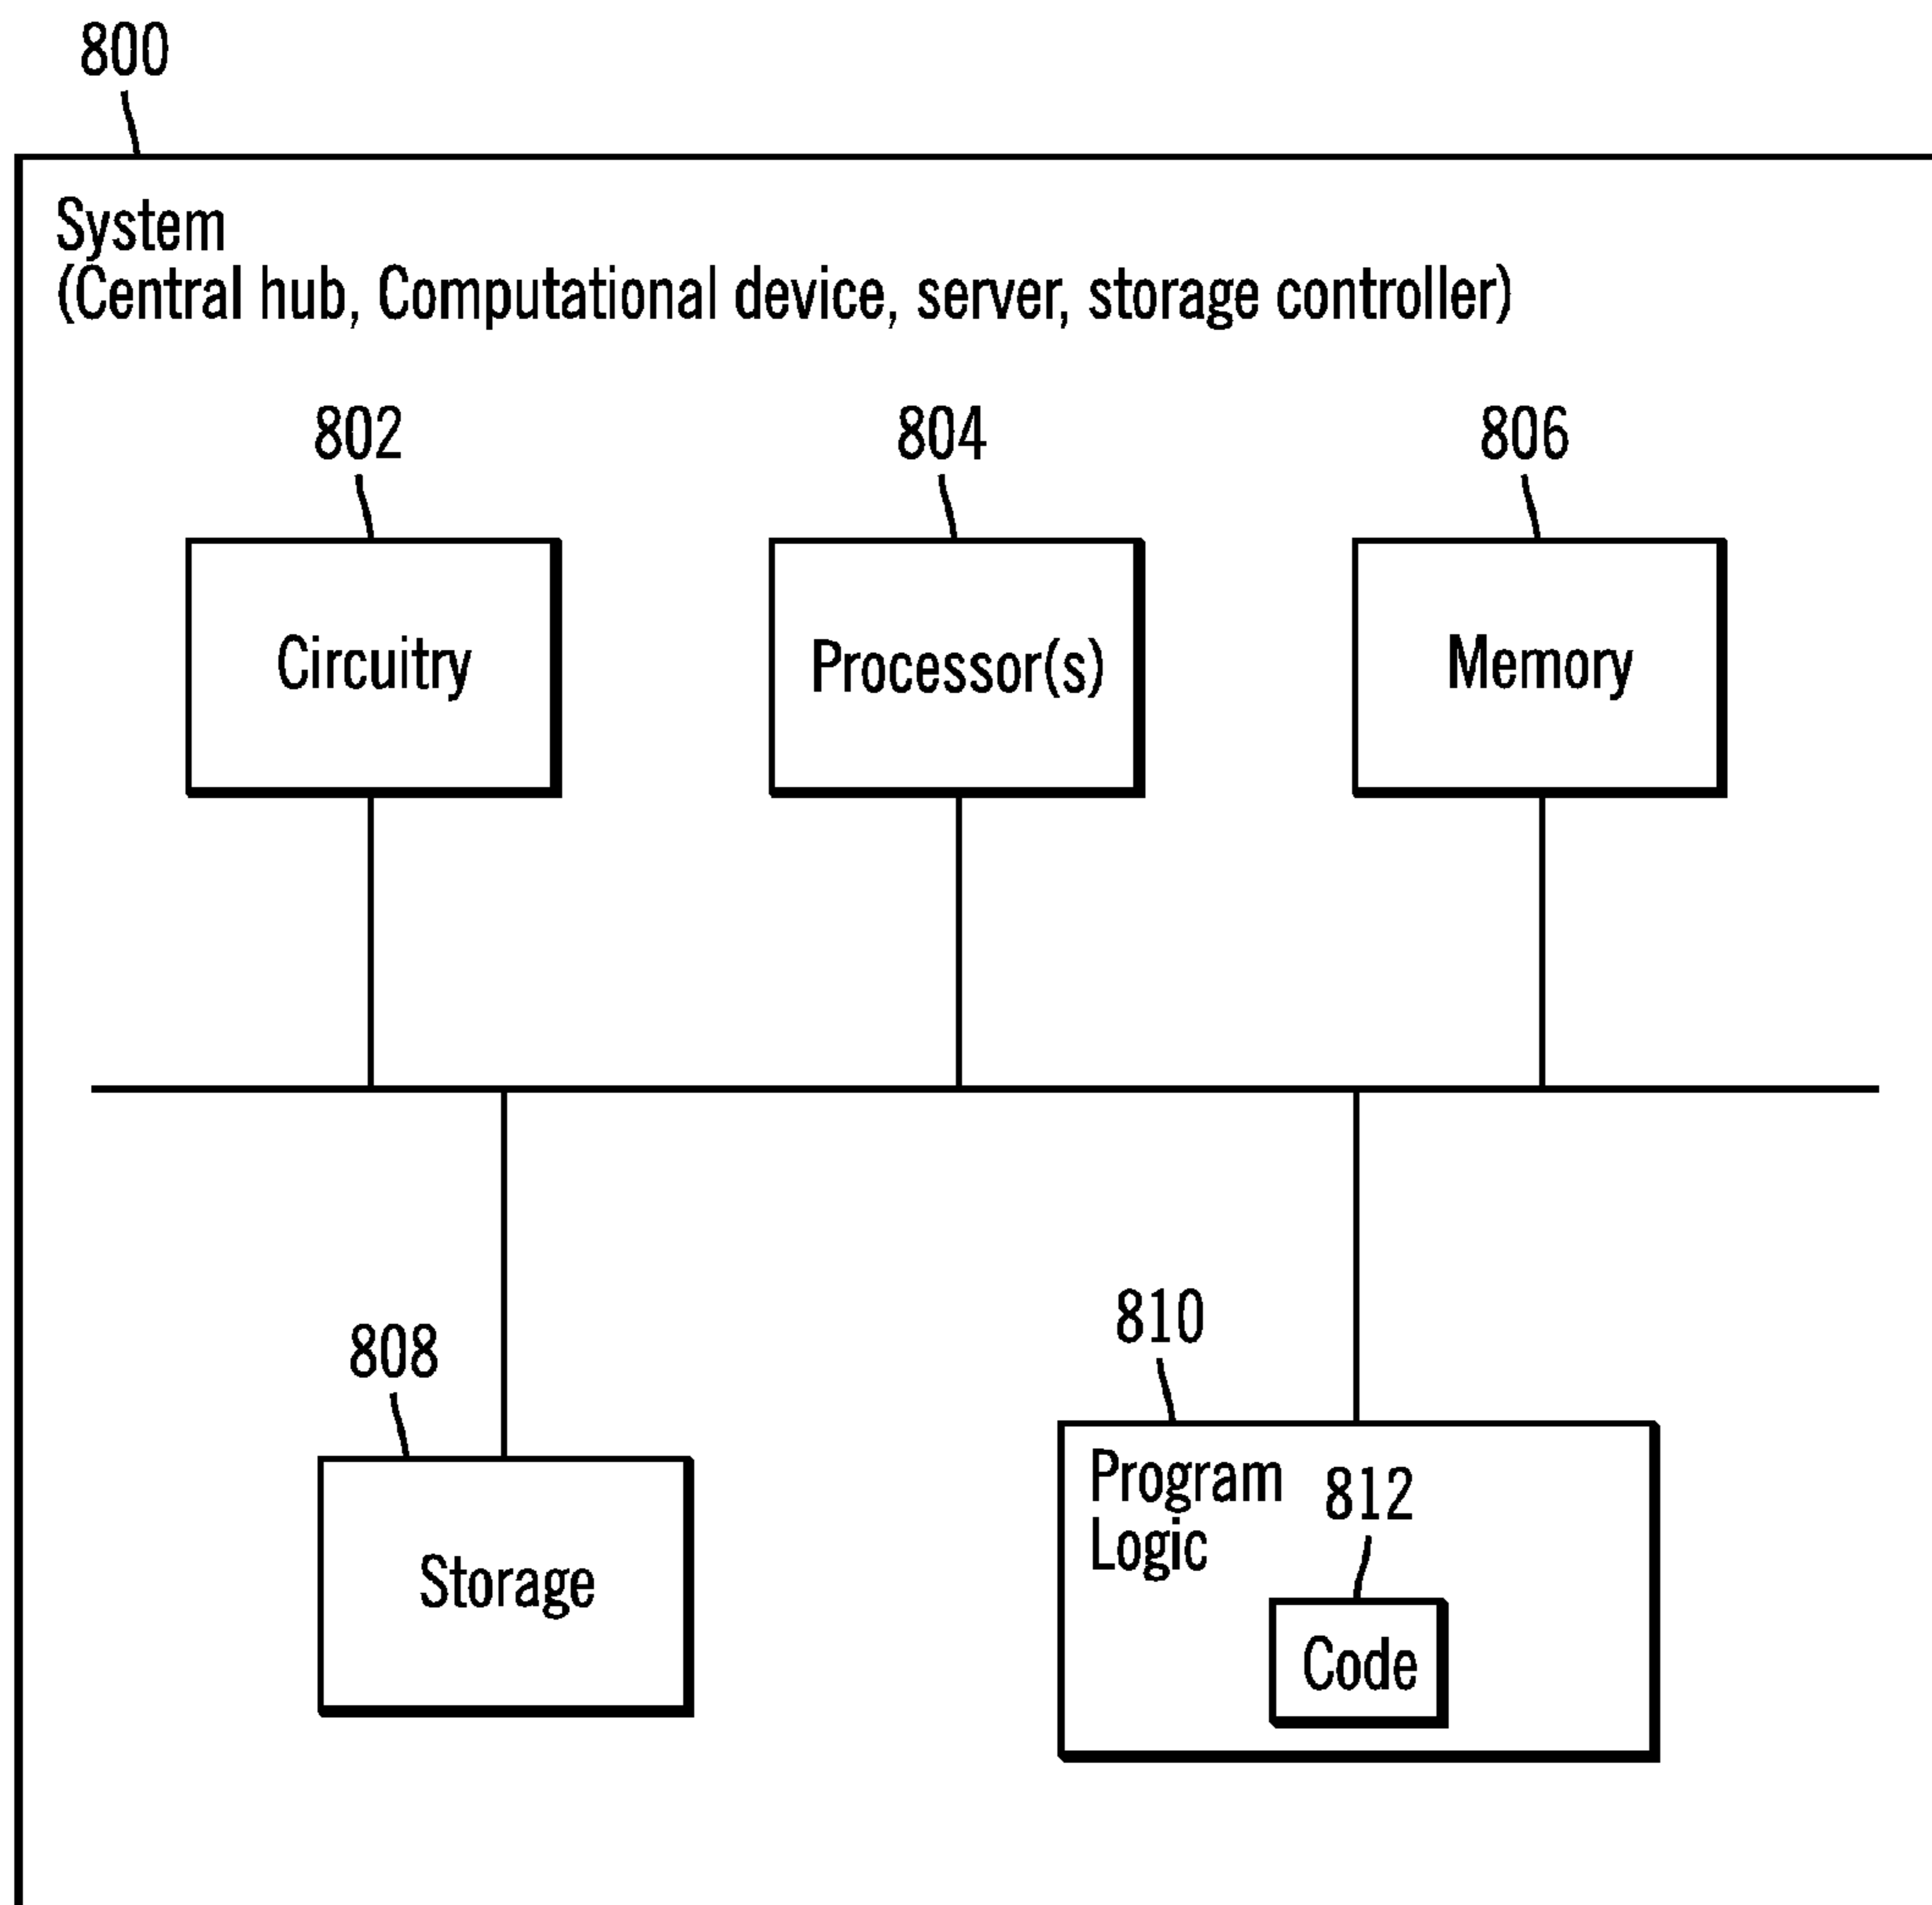 800
System
(Central hub, Computational device, server, storage controller)
802
804
806
Circuitry
Processor(s)
Memory
808
810
Storage
Program
Logic
812
Code